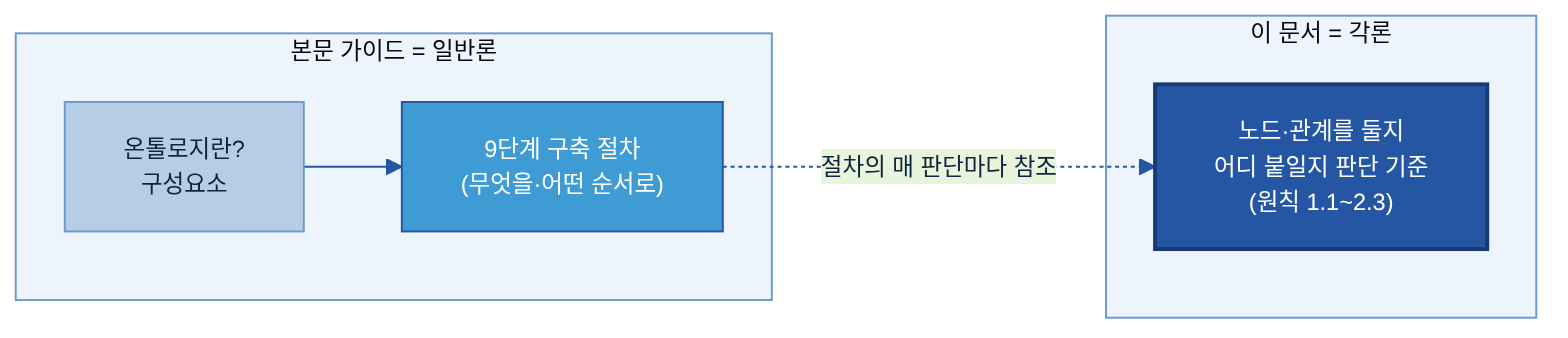 본문 가이드 = 일반론
온톨로지란?
구성요소
9단계 구축 절차
(무엇을·어떤 순서로)
절차의 매 판단마다 참조
이 문서 = 각론
노드·관계를 둘지
어디 붙일지 판단 기준
(원칙 1.1~2.3)